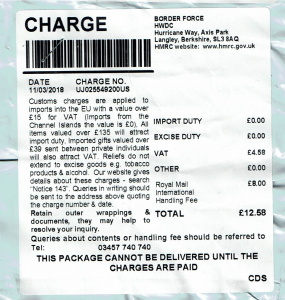 CHARGE
BORDER FORCE
HWDC
Hurricane Way, Axis Park
Langley, Berkshire, SL3 8AQ
HMRC website: www.hmrc.gov.uk
DATE CHARGE NO.
11/03/2018 UJ025549200US
Customs charges are applied to
imports into the EU with a value over
£15 for VAT (imports from the
Channel Islands the value is £0). All
items valued over £135 will attract
import duty, imported gifts valued over
£39 sent between private individuals
will also attract VAT. Reliefs do not
extend to excise goods e.g. tobacco
products & alcohol. Our website gives
details about these charges - search
"Notice 143". Queries in writing should
be sent to the address above quoting
the charge number & date.
Retain outer wrappings &
documents, they may help to
resolve your inquiry.
IMPORT DUTY £0.00
EXCISE DUTY £0.00
VAT £4.58
OTHER £0.00
Royal Mail £8.00
International
Handling Fee
TOTAL £12.58
Queries about contents or handling fee should be referred to
Tel: 03457 740 740
THIS PACKAGE CANNOT BE DELIVERED UNTIL THE
CHARGES ARE PAID
CDS